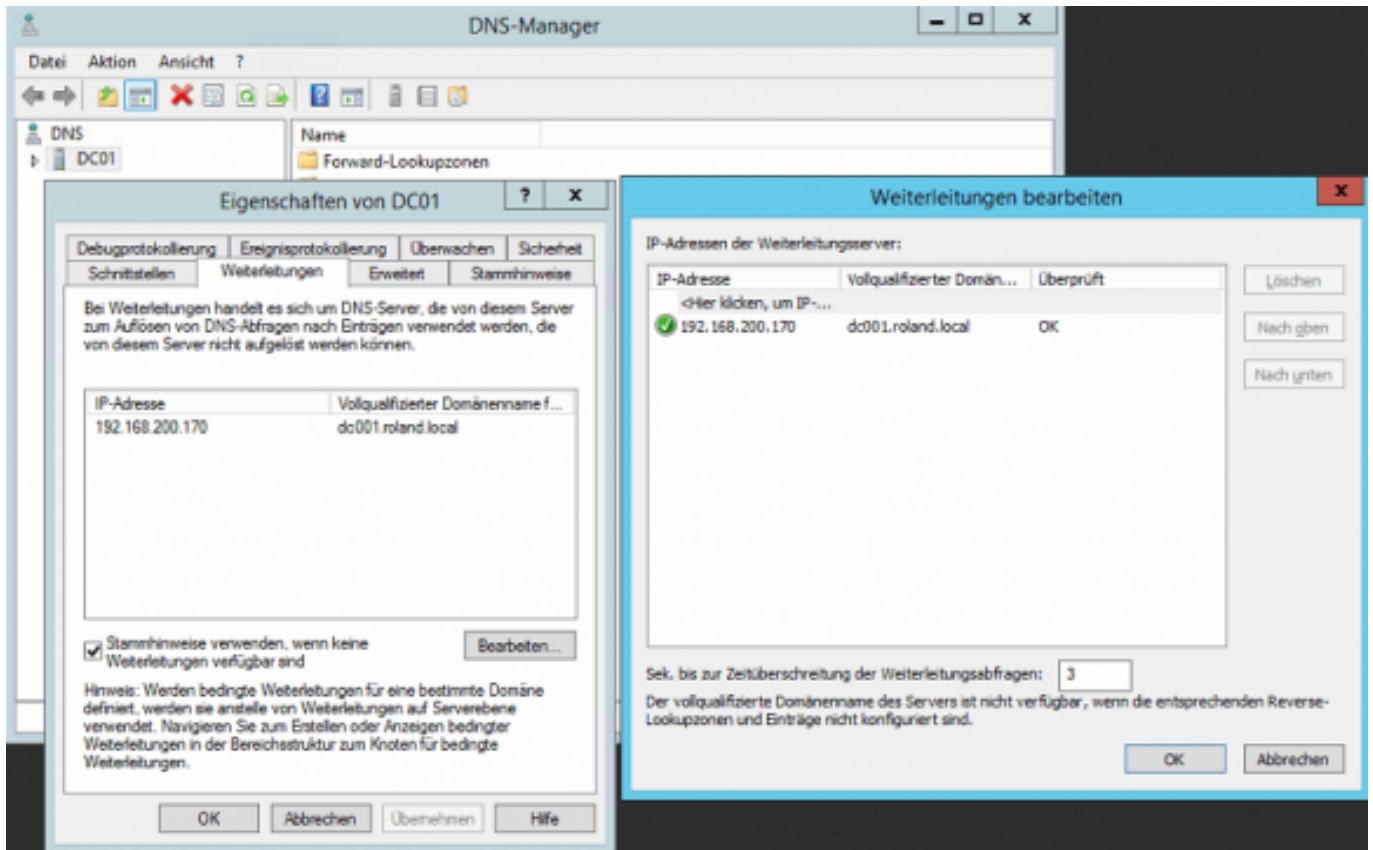 DNS-Manager
Datei Aktion Ansicht ?
DNS
DC01
Name
Forward-Lookupzonen
Eigenschaften von DC01
Debugprotokollierung Ereignisprotokollierung Überwachen Sicherheit
Schnittstellen Weiterleitungen Erweitert Stammhinweise
Bei Weiterleitungen handelt es sich um DNS-Server, die von diesem Server
zum Auflösen von DNS-Abfragen nach Einträgen verwendet werden, die
von diesem Server nicht aufgelöst werden können.
IP-Adresse Vollqualifizierter Domänenname f...
192.168.200.170 dc001.roland.local
Stammhinweise verwenden, wenn keine
Weiterleitungen verfügbar sind
Bearbeiten...
Hinweis: Werden bedingte Weiterleitungen für eine bestimmte Domäne
definiert, werden sie anstelle von Weiterleitungen auf Serverebene
verwendet. Navigieren Sie zum Erstellen oder Anzeigen bedingter
Weiterleitungen in der Bereichsstruktur zum Knoten für bedingte
Weiterleitungen.
OK Abbrechen Übernehmen Hilfe
Weiterleitungen bearbeiten
IP-Adressen der Weiterleitungsserver:
IP-Adresse Vollqualifizierter Domän... Überprüft
<Hier klicken, um IP-...
192.168.200.170 dc001.roland.local OK
Löschen
Nach oben
Nach unten
Sek. bis zur Zeitüberschreitung der Weiterleitungsabfragen: 3
Der vollqualifizierte Domänenname des Servers ist nicht verfügbar, wenn die entsprechenden Reverse-
Lookupzonen und Einträge nicht konfiguriert sind.
OK Abbrechen